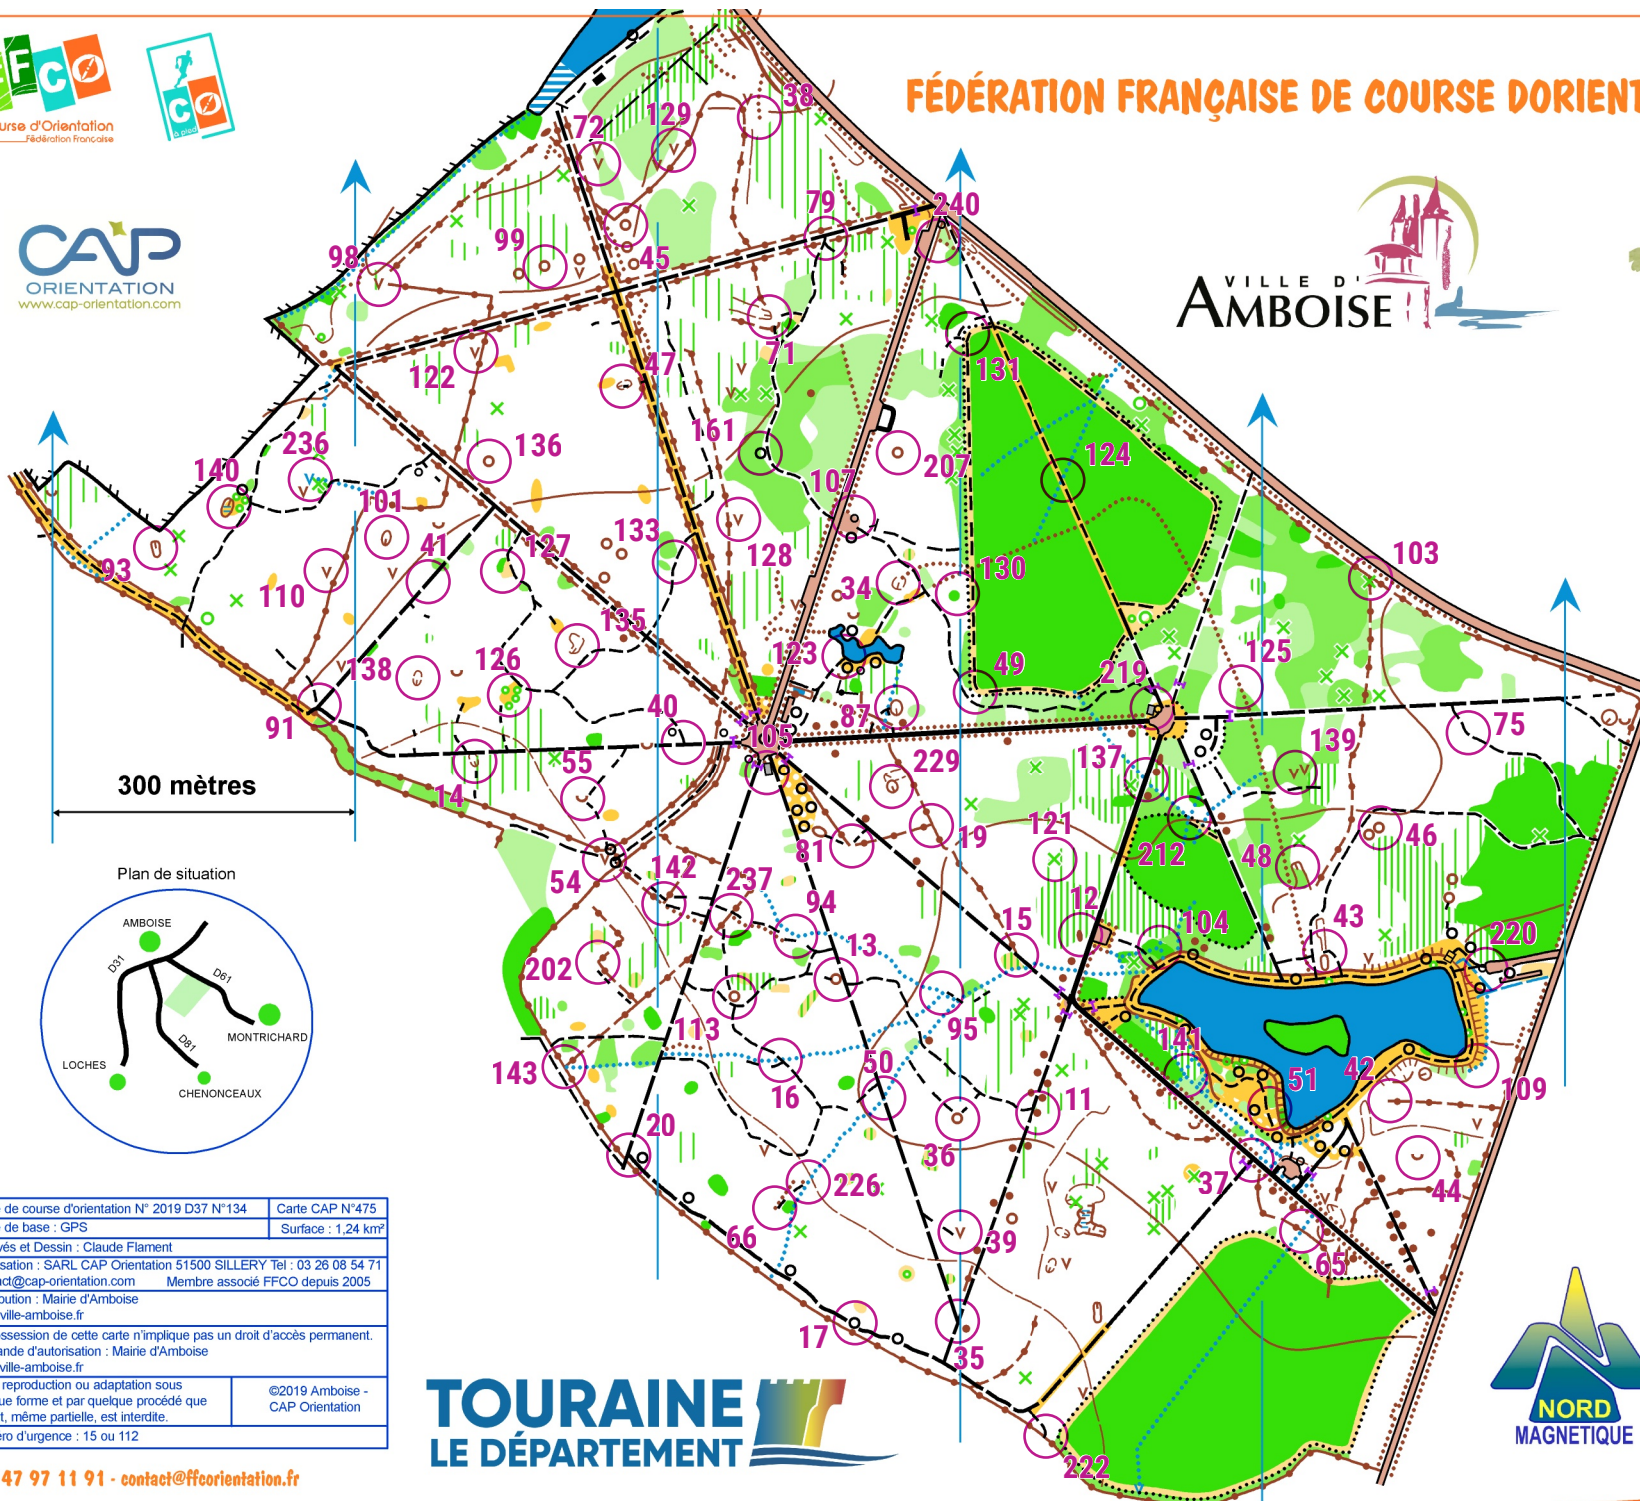 FFCO
urse d'Orientation
Fédération Française
CO
à pied
FÉDÉRATION FRANÇAISE DE COURSE DORIENT
CAP
ORIENTATION
www.cap-orientation.com
VILLE D'
AMBOISE
38
129
72
79
240
99
98
45
71
47
122
131
161
136
236
140
124
207
107
101
133
128
127
41
103
93
110
130
34
135
123
138
126
49
125
219
40
87
91
105
75
139
55
229
137
300 mètres
14
19
121
46
81
212
48
142
54
237
94
12
15
43
104
13
220
202
113
95
141
143
50
51
42
109
16
11
20
36
37
226
44
66
39
65
17
35
222
Plan de situation
AMBOISE
D31
D61
MONTRICHARD
D81
LOCHES
CHENONCEAUX
e de course d'orientation N° 2019 D37 N°134
Carte CAP N°475
de base : GPS
Surface : 1,24 km²
vés et Dessin : Claude Flament
sation : SARL CAP Orientation 51500 SILLERY Tel : 03 26 08 54 71
act@cap-orientation.com Membre associé FFCO depuis 2005
bution : Mairie d'Amboise
ville-amboise.fr
ossession de cette carte n'implique pas un droit d'accès permanent.
ande d'autorisation : Mairie d'Amboise
ville-amboise.fr
reproduction ou adaptation sous
que forme et par quelque procédé que
t, même partielle, est interdite.
©2019 Amboise -
CAP Orientation
éro d'urgence : 15 ou 112
47 97 11 91 - contact@ffcorientation.fr
TOURAINE
LE DÉPARTEMENT
NORD
MAGNETIQUE